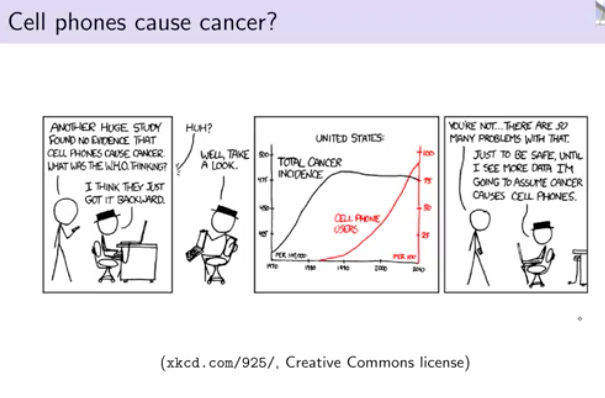 Cell phones cause cancer?
ANOTHER HUGE STUDY
FOUND NO EVIDENCE THAT
CELL PHONES CAUSE CANCER.
WHAT WAS THE W.H.O. THINKING?
I THINK THEY JUST
GOT IT BACKWARD.
HUH?
WELL, TAKE
A LOOK.
UNITED STATES:
TOTAL CANCER
INCIDENCE
CELL PHONE
USERS
500
475
450
425
100
75
50
25
PER 100,000
PER 100
1970
1980
1990
2000
2010
YOU'RE NOT... THERE ARE SO
MANY PROBLEMS WITH THAT.
JUST TO BE SAFE, UNTIL
I SEE MORE DATA I'M
GOING TO ASSUME CANCER
CAUSES CELL PHONES.
(xkcd.com/925/, Creative Commons license)